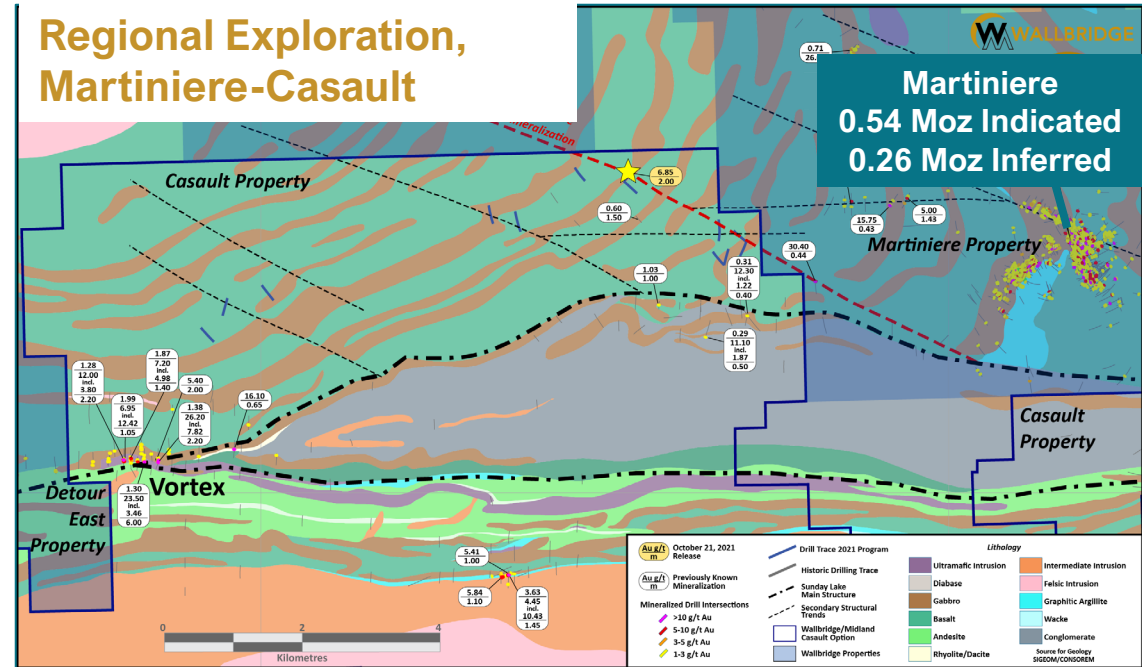 Regional Exploration,
Martiniere-Casault
WALLBRIDGE
Martiniere
0.54 Moz Indicated
0.26 Moz Inferred
0.71
mineralization
Casault Property
6.85
2.00
0.60
1.50
15.75
0.43
5.00
1.43
Martiniere Property
30.40
0.44
1.03
1.00
0.31
12.30
incl.
1.22
0.40
0.29
11.10
incl.
1.87
0.50
1.28
12.00
incl.
3.80
2.20
1.87
7.20
incl.
4.98
1.40
5.40
2.00
1.99
6.95
incl.
12.42
1.05
1.38
26.20
incl.
7.82
2.20
16.10
0.65
Casault
Property
Vortex
Detour
East
Property
1.30
23.50
incl.
3.46
6.00
5.41
1.00
5.84
1.10
3.63
4.45
incl.
10.43
1.45
0 2 4
Kilometres
Au g/t
m
October 21, 2021
Release
Au g/t
m
Previously Known
Mineralization
Mineralized Drill Intersections
>10 g/t Au
5-10 g/t Au
3-5 g/t Au
1-3 g/t Au
Drill Trace 2021 Program
Historic Drilling Trace
Sunday Lake
Main Structure
Secondary Structural
Trends
Wallbridge/Midland
Casault Option
Wallbridge Properties
Lithology
Ultramafic Intrusion
Diabase
Gabbro
Basalt
Andesite
Rhyolite/Dacite
Intermediate Intrusion
Felsic Intrusion
Graphitic Argillite
Wacke
Conglomerate
Source for Geology
SIGEOM/CONSOREM